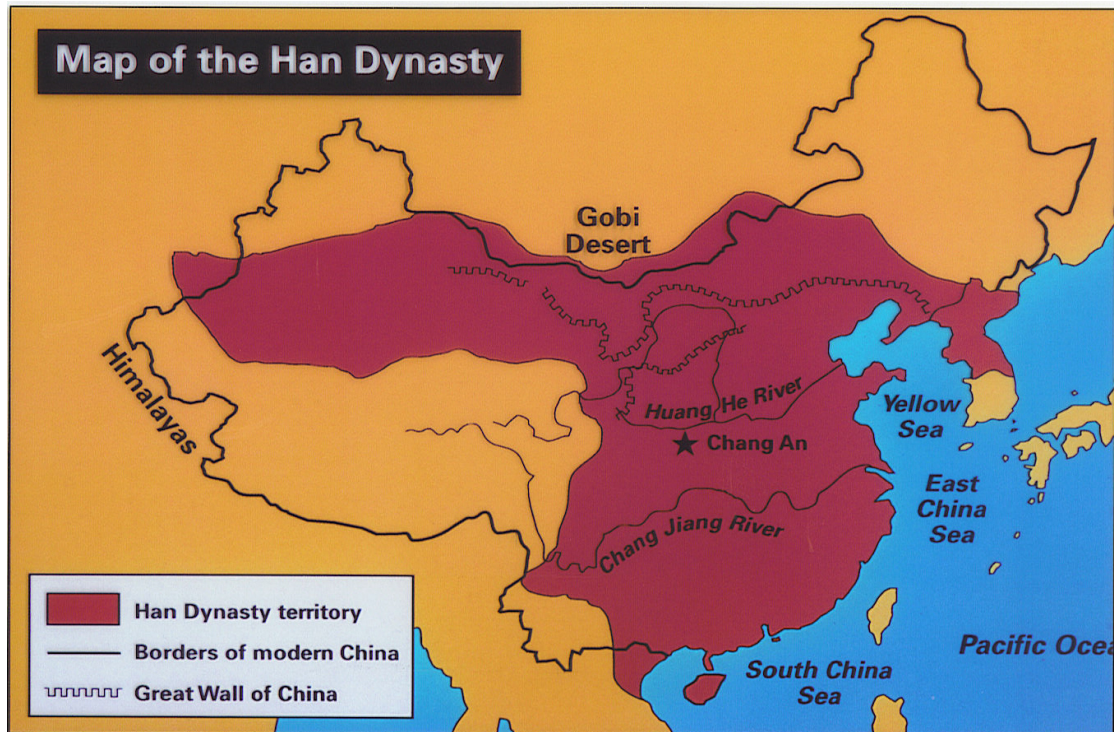 Map of the Han Dynasty
Gobi
Desert
Himalayas
Huang He River
Yellow
Sea
Chang An
East
China
Sea
Chang Jiang River
Han Dynasty territory
Borders of modern China
Great Wall of China
South China
Sea
Pacific Ocea